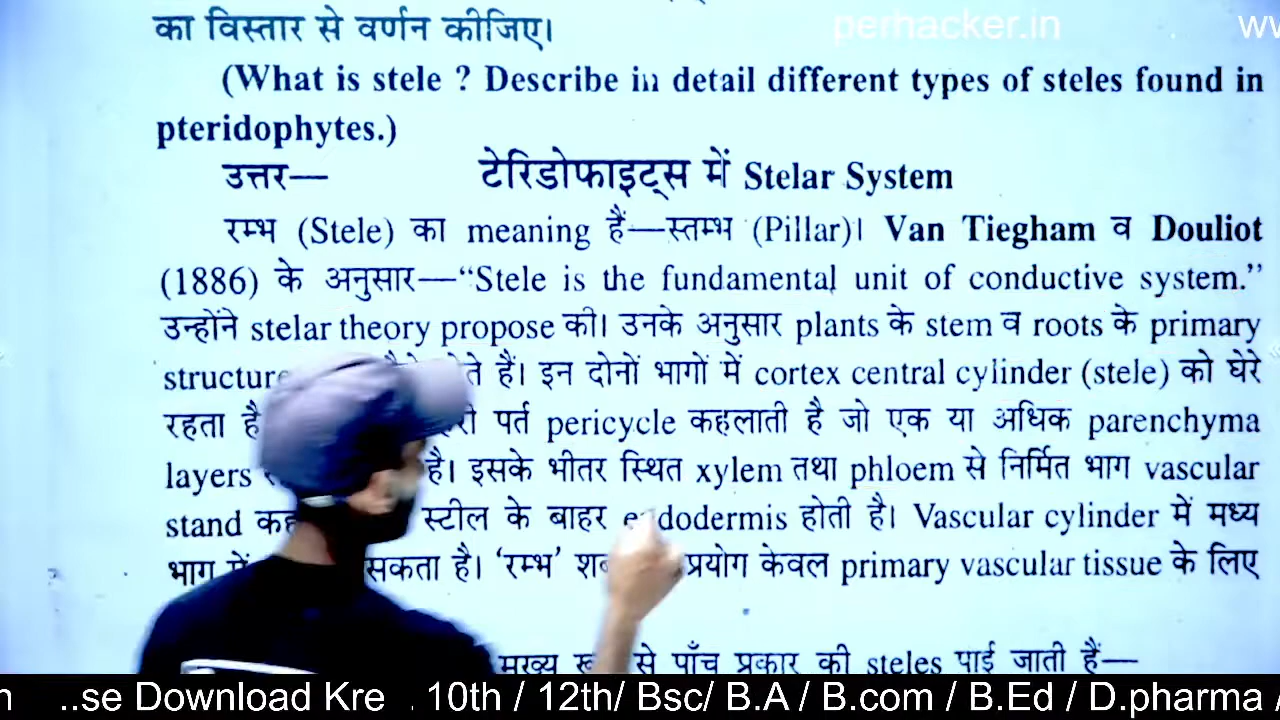 का विस्तार से वर्णन कीजिए।
perhacker.in
(What is stele ? Describe in detail different types of steles found in
pteridophytes.)
उत्तर—
टेरिडोफाइट्स में Stelar System
रम्भ (Stele) का meaning हैं—स्तम्भ (Pillar)। Van Tiegham व Douliot
(1886) के अनुसार—“Stele is the fundamental unit of conductive system.”
उन्होंने stelar theory propose की। उनके अनुसार plants के stem व roots के primary
structure हैं। इन दोनों भागों में cortex central cylinder (stele) को घेरे
रहता है पर्त pericycle कहलाती है जो एक या अधिक parenchyma
layers है। इसके भीतर स्थित xylem तथा phloem से निर्मित भाग vascular
stand स्टील के बाहर endodermis होती है। Vascular cylinder में मध्य
भाग में सकता है। ‘रम्भ’ प्रयोग केवल primary vascular tissue के लिए
से पाँच प्रकार की steles पाई जाती हैं—
..se Download Kre . 10th / 12th/ Bsc/ B.A / B.com / B.Ed / D.pharma